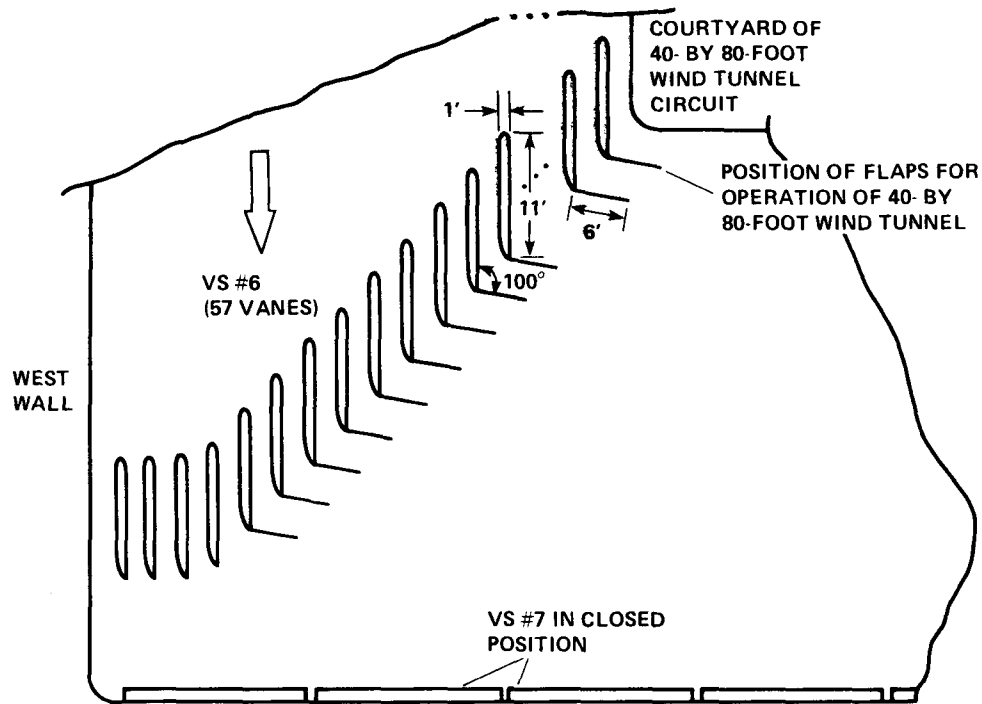 COURTYARD OF
40- BY 80-FOOT
WIND TUNNEL
CIRCUIT
1'
POSITION OF FLAPS FOR
OPERATION OF 40- BY
80-FOOT WIND TUNNEL
11'
6'
100°
VS #6
(57 VANES)
WEST
WALL
VS #7 IN CLOSED
POSITION